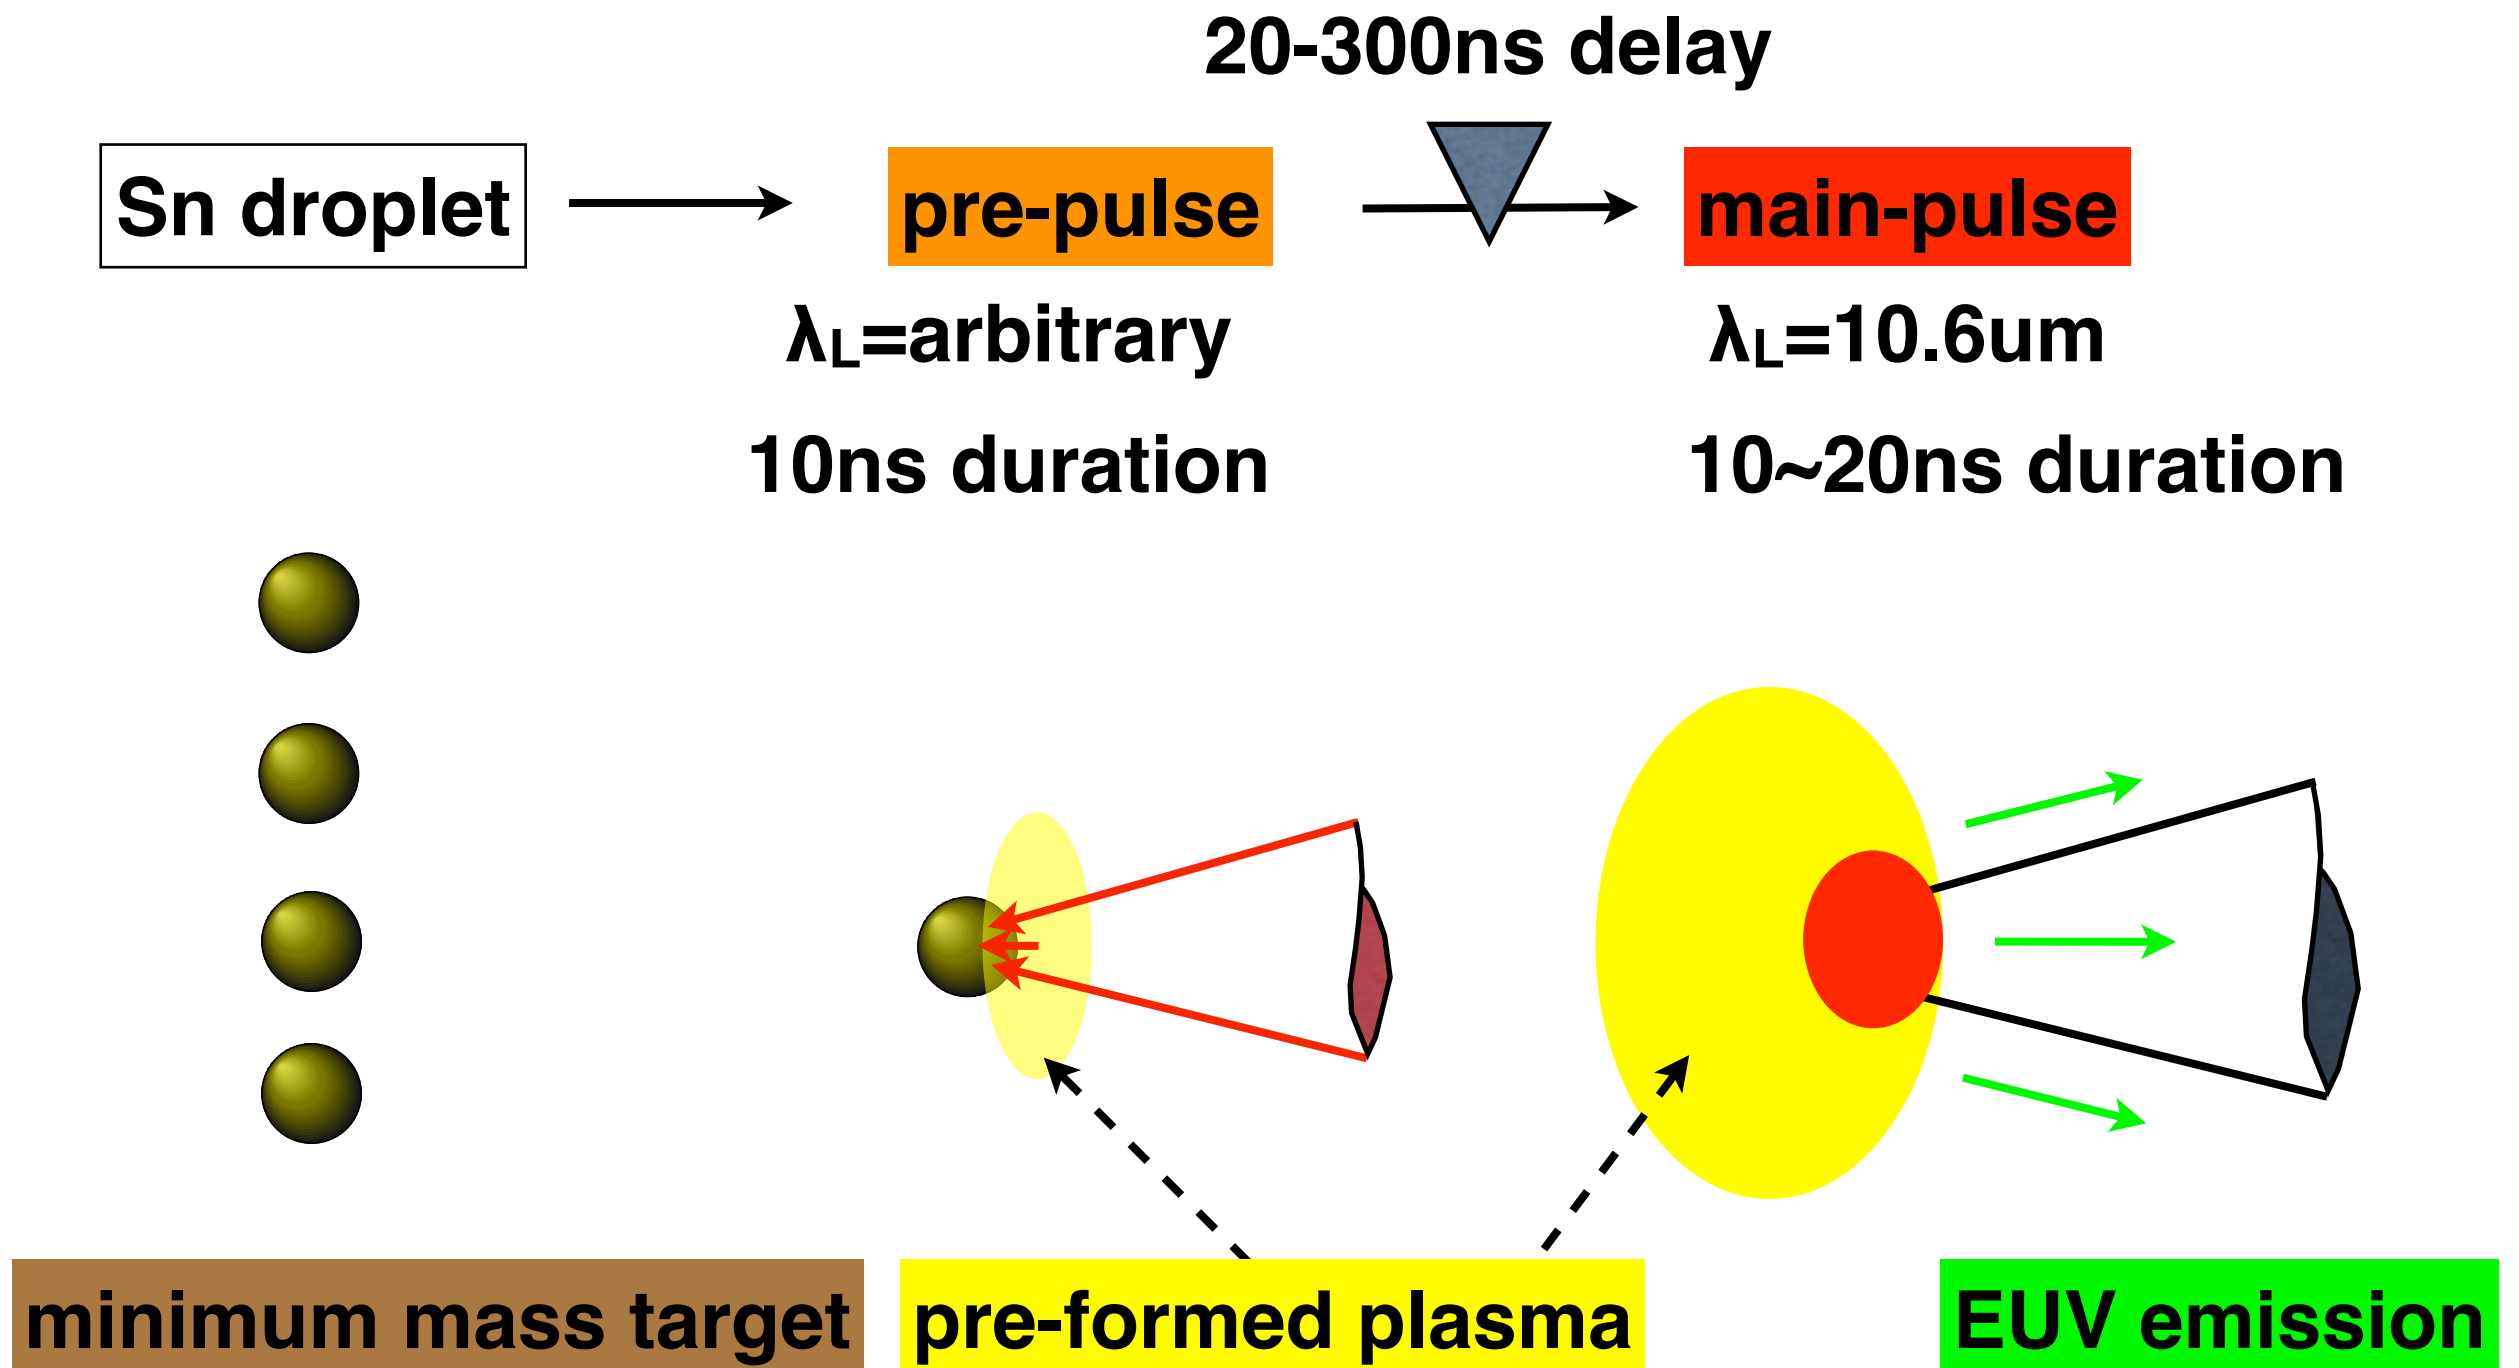 20-300ns delay
Sn droplet
pre-pulse
main-pulse
λL=arbitrary
λL=10.6um
10ns duration
10~20ns duration
minimum mass target
pre-formed plasma
EUV emission